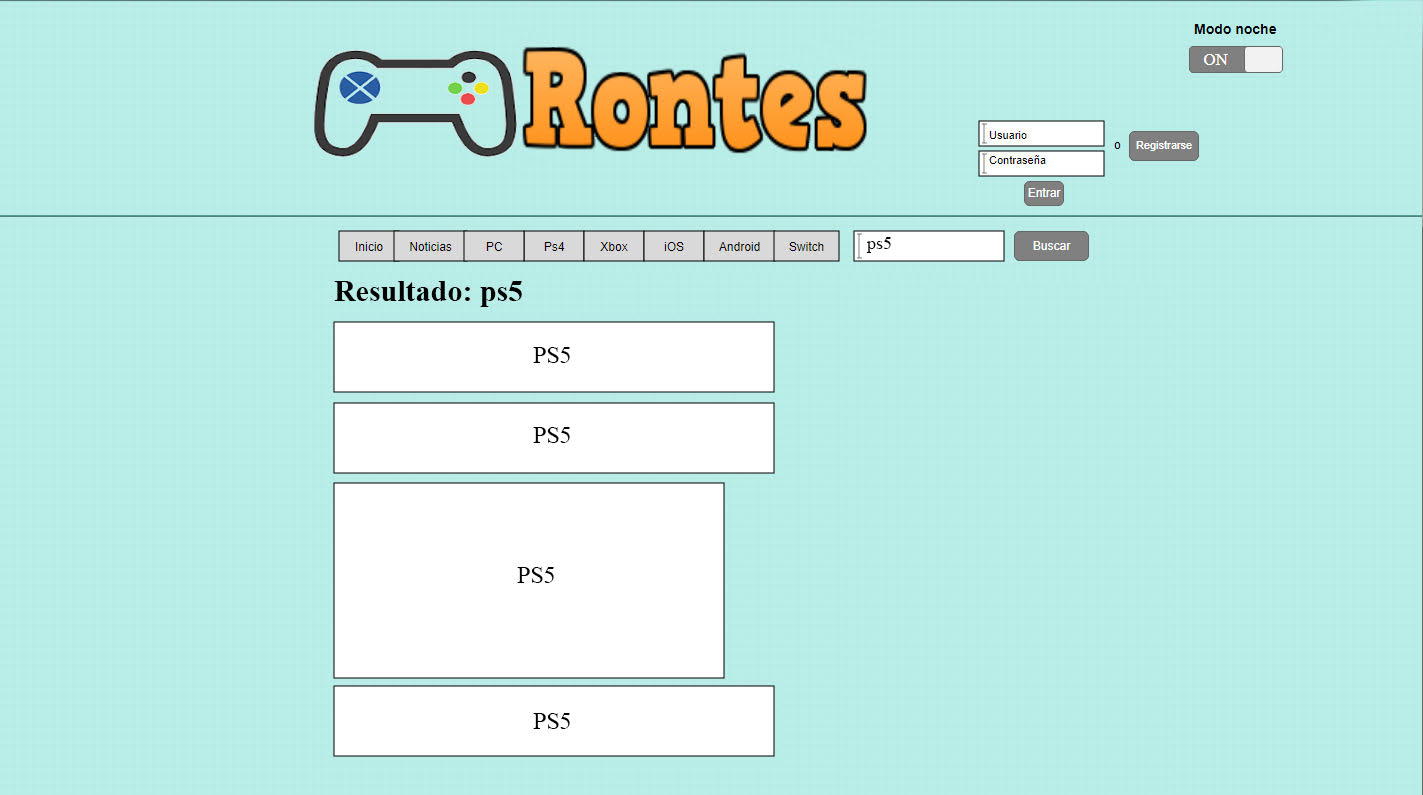 Modo noche
ON
Rontes
Usuario
o
Registrarse
Contraseña
Entrar
Inicio Noticias PC Ps4 Xbox iOS Android Switch ps5 Buscar
Resultado: ps5
PS5
PS5
PS5
PS5